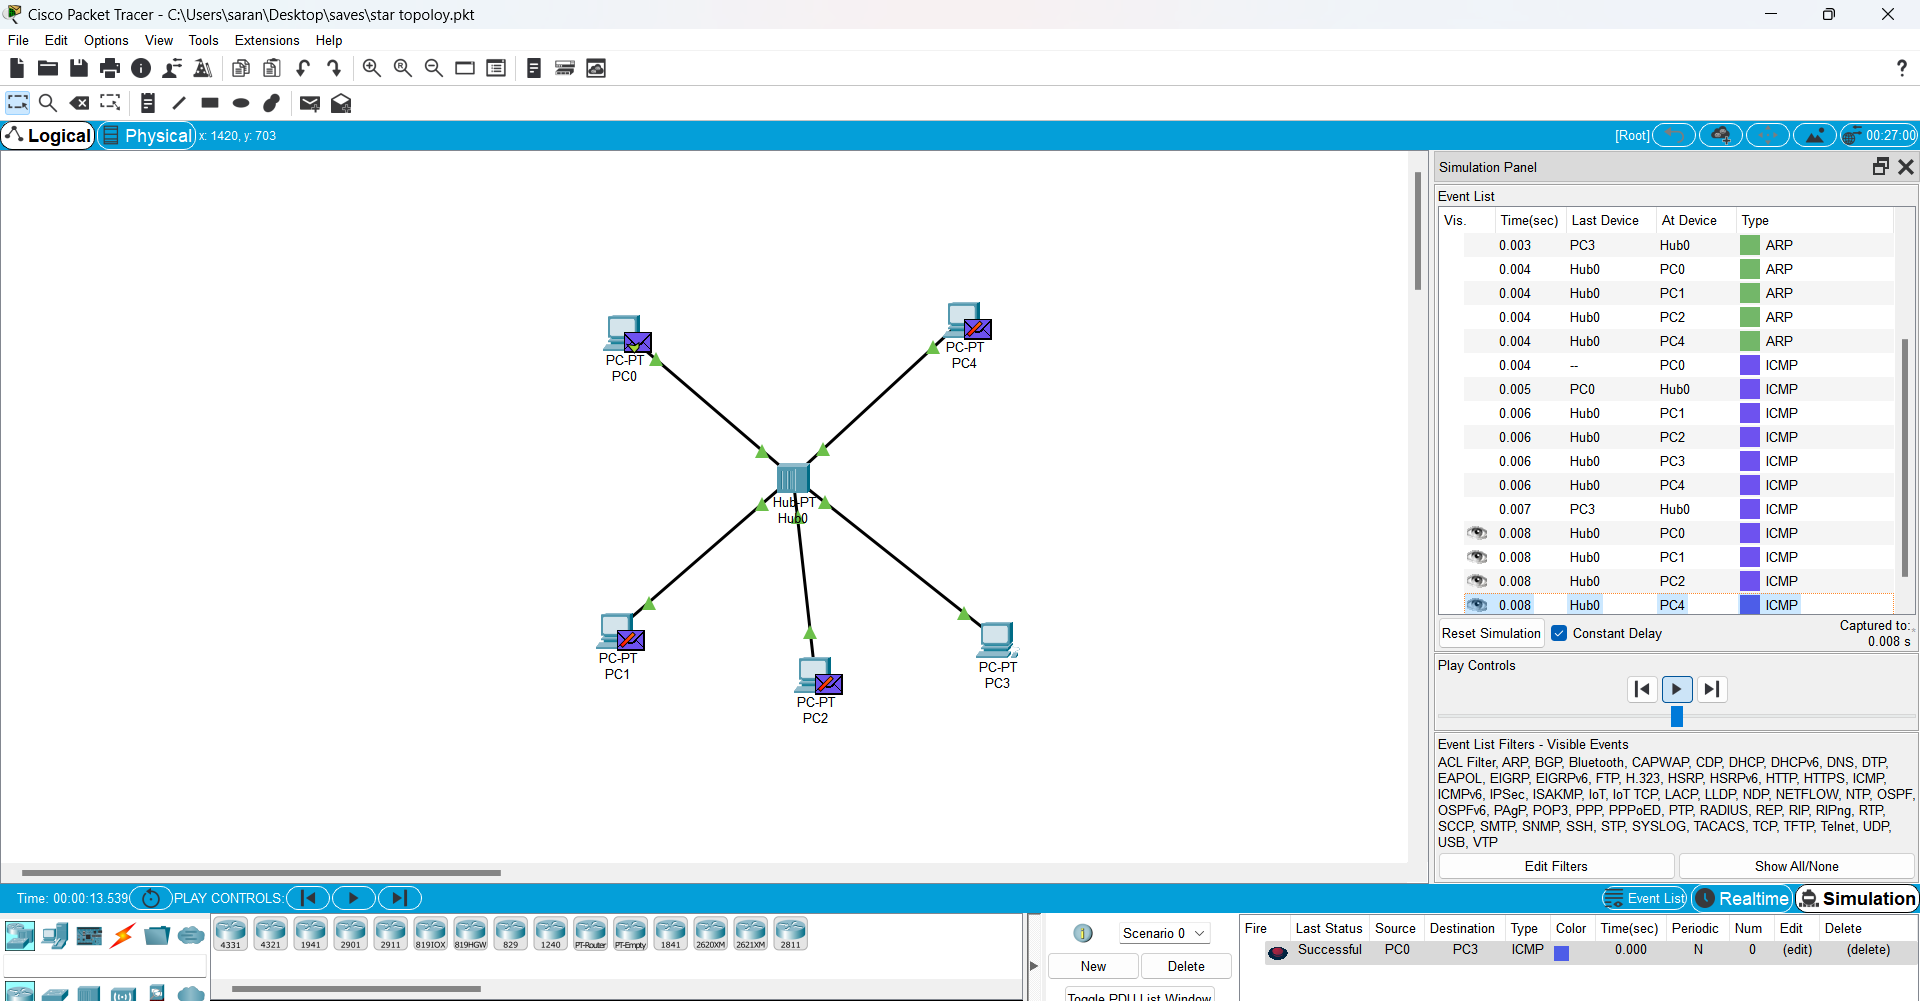 Cisco Packet Tracer - C:\Users\saran\Desktop\saves\star topoloy.pkt
File Edit Options View Tools Extensions Help
Logical Physical x: 1420, y: 703 [Root] 00:27:00
Simulation Panel
Event List
Vis. Time(sec) Last Device At Device Type
0.003 PC3 Hub0 ARP
0.004 Hub0 PC0 ARP
0.004 Hub0 PC1 ARP
0.004 Hub0 PC2 ARP
0.004 Hub0 PC4 ARP
0.004 -- PC0 ICMP
0.005 PC0 Hub0 ICMP
0.006 Hub0 PC1 ICMP
0.006 Hub0 PC2 ICMP
0.006 Hub0 PC3 ICMP
0.006 Hub0 PC4 ICMP
0.007 PC3 Hub0 ICMP
0.008 Hub0 PC0 ICMP
0.008 Hub0 PC1 ICMP
0.008 Hub0 PC2 ICMP
0.008 Hub0 PC4 ICMP
Reset Simulation Constant Delay
Captured to:
0.008 s
Play Controls
Event List Filters - Visible Events
ACL Filter, ARP, BGP, Bluetooth, CAPWAP, CDP, DHCP, DHCPv6, DNS, DTP,
EAPOL, EIGRP, EIGRPv6, FTP, H.323, HSRP, HSRPv6, HTTP, HTTPS, ICMP,
ICMPv6, IPSec, ISAKMP, IoT, IoT TCP, LACP, LLDP, NDP, NETFLOW, NTP, OSPF,
OSPFv6, PAgP, POP3, PPP, PPPoED, PTP, RADIUS, REP, RIP, RIPng, RTP,
SCCP, SMTP, SNMP, SSH, STP, SYSLOG, TACACS, TCP, TFTP, Telnet, UDP,
USB, VTP
Edit Filters Show All/None
PC-PT
PC0
PC-PT
PC4
Hub-PT
Hub0
PC-PT
PC1
PC-PT
PC2
PC-PT
PC3
Time: 00:00:13.539 PLAY CONTROLS: Event List Realtime Simulation
4331 4321 1941 2901 2911 819IOX 819HGW 829 1240 PT-Router PT-Empty 1841 2620XM 2621XM 2811
Scenario 0
New Delete
Toggle PDU List Window
Fire Last Status Source Destination Type Color Time(sec) Periodic Num Edit Delete
Successful PC0 PC3 ICMP 0.000 N 0 (edit) (delete)